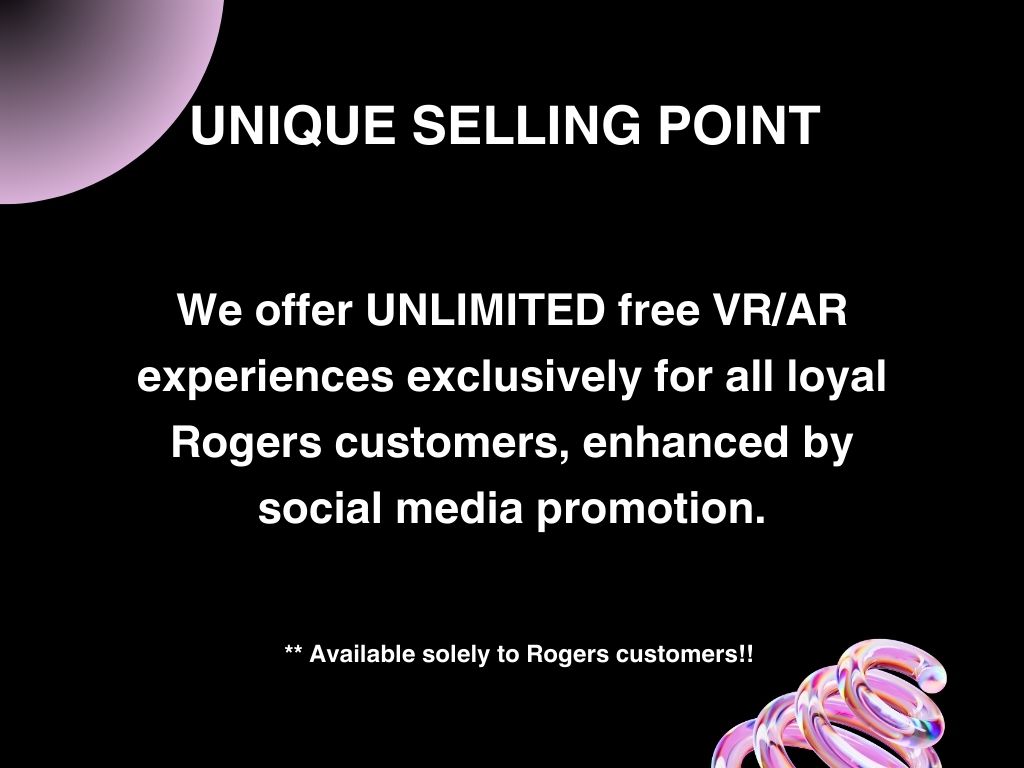 UNIQUE SELLING POINT
We offer UNLIMITED free VR/AR
experiences exclusively for all loyal
Rogers customers, enhanced by
social media promotion.
** Available solely to Rogers customers!!